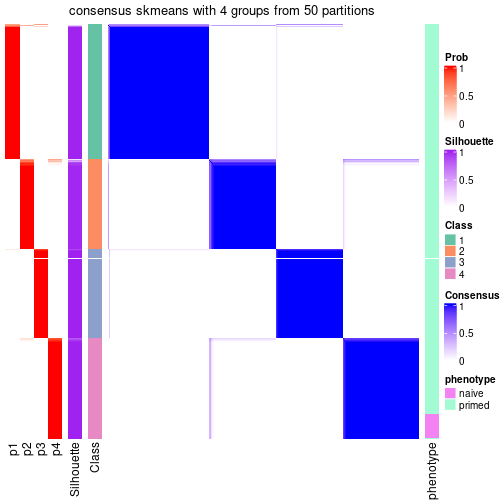 consensus skmeans with 4 groups from 50 partitions
Prob
1
0.5
0
Silhouette
1
0.5
0
Class
1
2
3
4
Consensus
1
0.5
0
phenotype
naive
primed
p1
p2
p3
p4
Silhouette
Class
phenotype